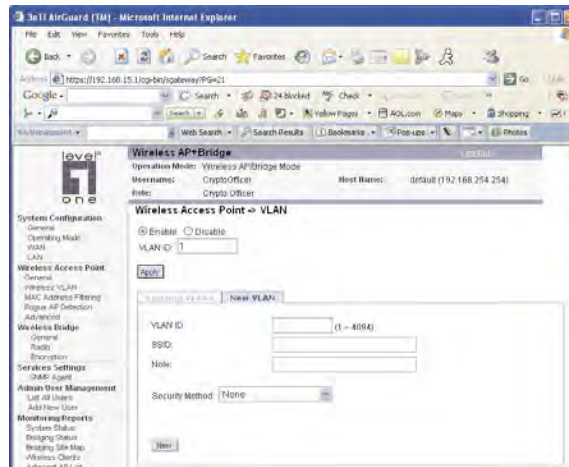 3eTI AirGuard (TM) - Microsoft Internet Explorer
File Edit View Favorites Tools Help
Back Search Favorites
https://192.168.15.1/cgi-bin/sgateway?PG=21 Go
Google - Search 24 blocked Check
Search Yellow Pages AOL.com Maps Shopping
Web Search Search Results Bookmarks Pop-ups Photos
level one
Wireless AP+Bridge
Operation Mode: Wireless AP/Bridge Mode
Username: CryptoOfficer Host Name: default (192.168.254.254)
Role: Crypto Officer
System Configuration
General
Operating Mode
WAN
LAN
Wireless Access Point
General
Wireless VLAN
MAC Address Filtering
Rogue AP Detection
Advanced
Wireless Bridge
General
Radio
Encryption
Services Settings
SNMP Agent
Admin User Management
List All Users
Add New User
Monitoring/Reports
System Status
Bridging Status
Bridging Site Map
Wireless Clients
Adjacent AP List
Wireless Access Point -> VLAN
Enable Disable
VLAN ID: 1
Apply
New VLAN
VLAN ID: (1 ~ 4094)
SSID:
Note:
Security Method None
New